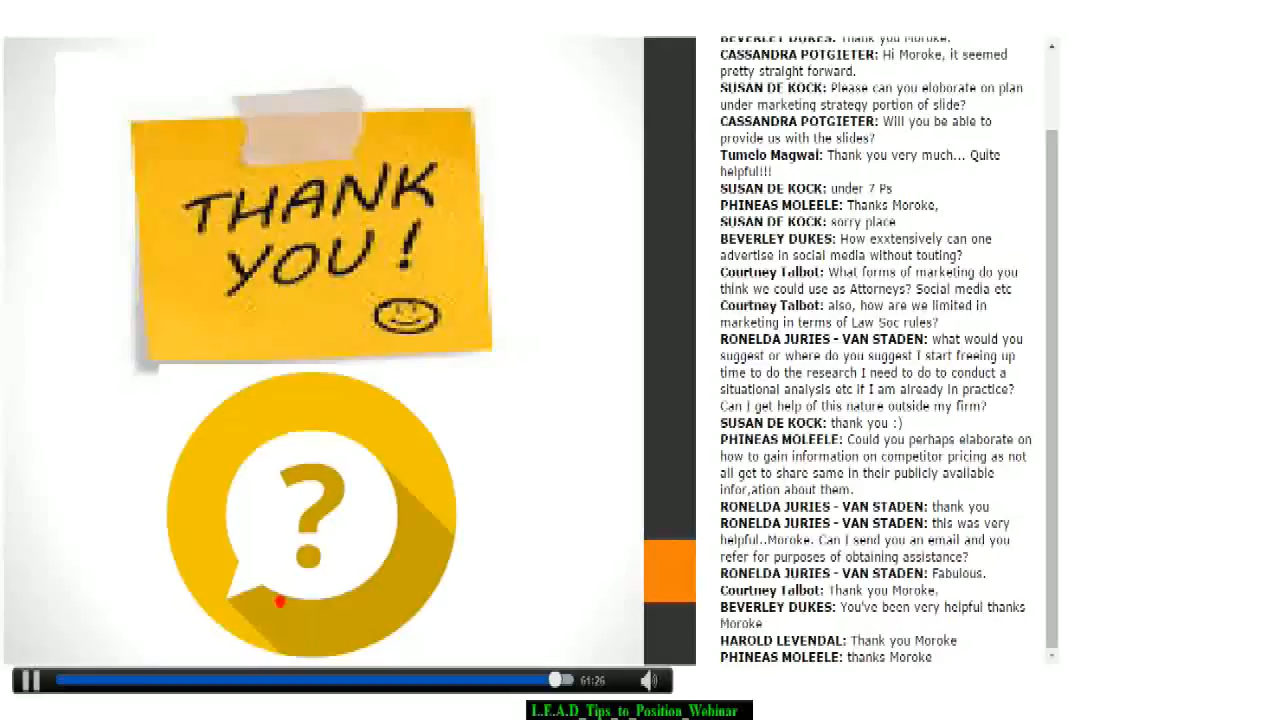 THANK
YOU!
?
BEVERLEY DUKES: Thank you Moroke.
CASSANDRA POTGIETER: Hi Moroke, it seemed
pretty straight forward.
SUSAN DE KOCK: Please can you eloborate on plan
under marketing strategy portion of slide?
CASSANDRA POTGIETER: Will you be able to
provide us with the slides?
Tumelo Magwai: Thank you very much... Quite
helpful!!!
SUSAN DE KOCK: under 7 Ps
PHINEAS MOLEELE: Thanks Moroke,
SUSAN DE KOCK: sorry place
BEVERLEY DUKES: How exxtensively can one
advertise in social media without touting?
Courtney Talbot: What forms of marketing do you
think we could use as Attorneys? Social media etc
Courtney Talbot: also, how are we limited in
marketing in terms of Law Soc rules?
RONELDA JURIES - VAN STADEN: what would you
suggest or where do you suggest I start freeing up
time to do the research I need to do to conduct a
situational analysis etc if I am already in practice?
Can I get help of this nature outside my firm?
SUSAN DE KOCK: thank you :)
PHINEAS MOLEELE: Could you perhaps elaborate on
how to gain information on competitor pricing as not
all get to share same in their publicly available
infor,ation about them.
RONELDA JURIES - VAN STADEN: thank you
RONELDA JURIES - VAN STADEN: this was very
helpful..Moroke. Can I send you an email and you
refer for purposes of obtaining assistance?
RONELDA JURIES - VAN STADEN: Fabulous.
Courtney Talbot: Thank you Moroke.
BEVERLEY DUKES: You've been very helpful thanks
Moroke
HAROLD LEVENDAL: Thank you Moroke
PHINEAS MOLEELE: thanks Moroke
61:26
L.E.A.D_Tips_to_Position_Webinar